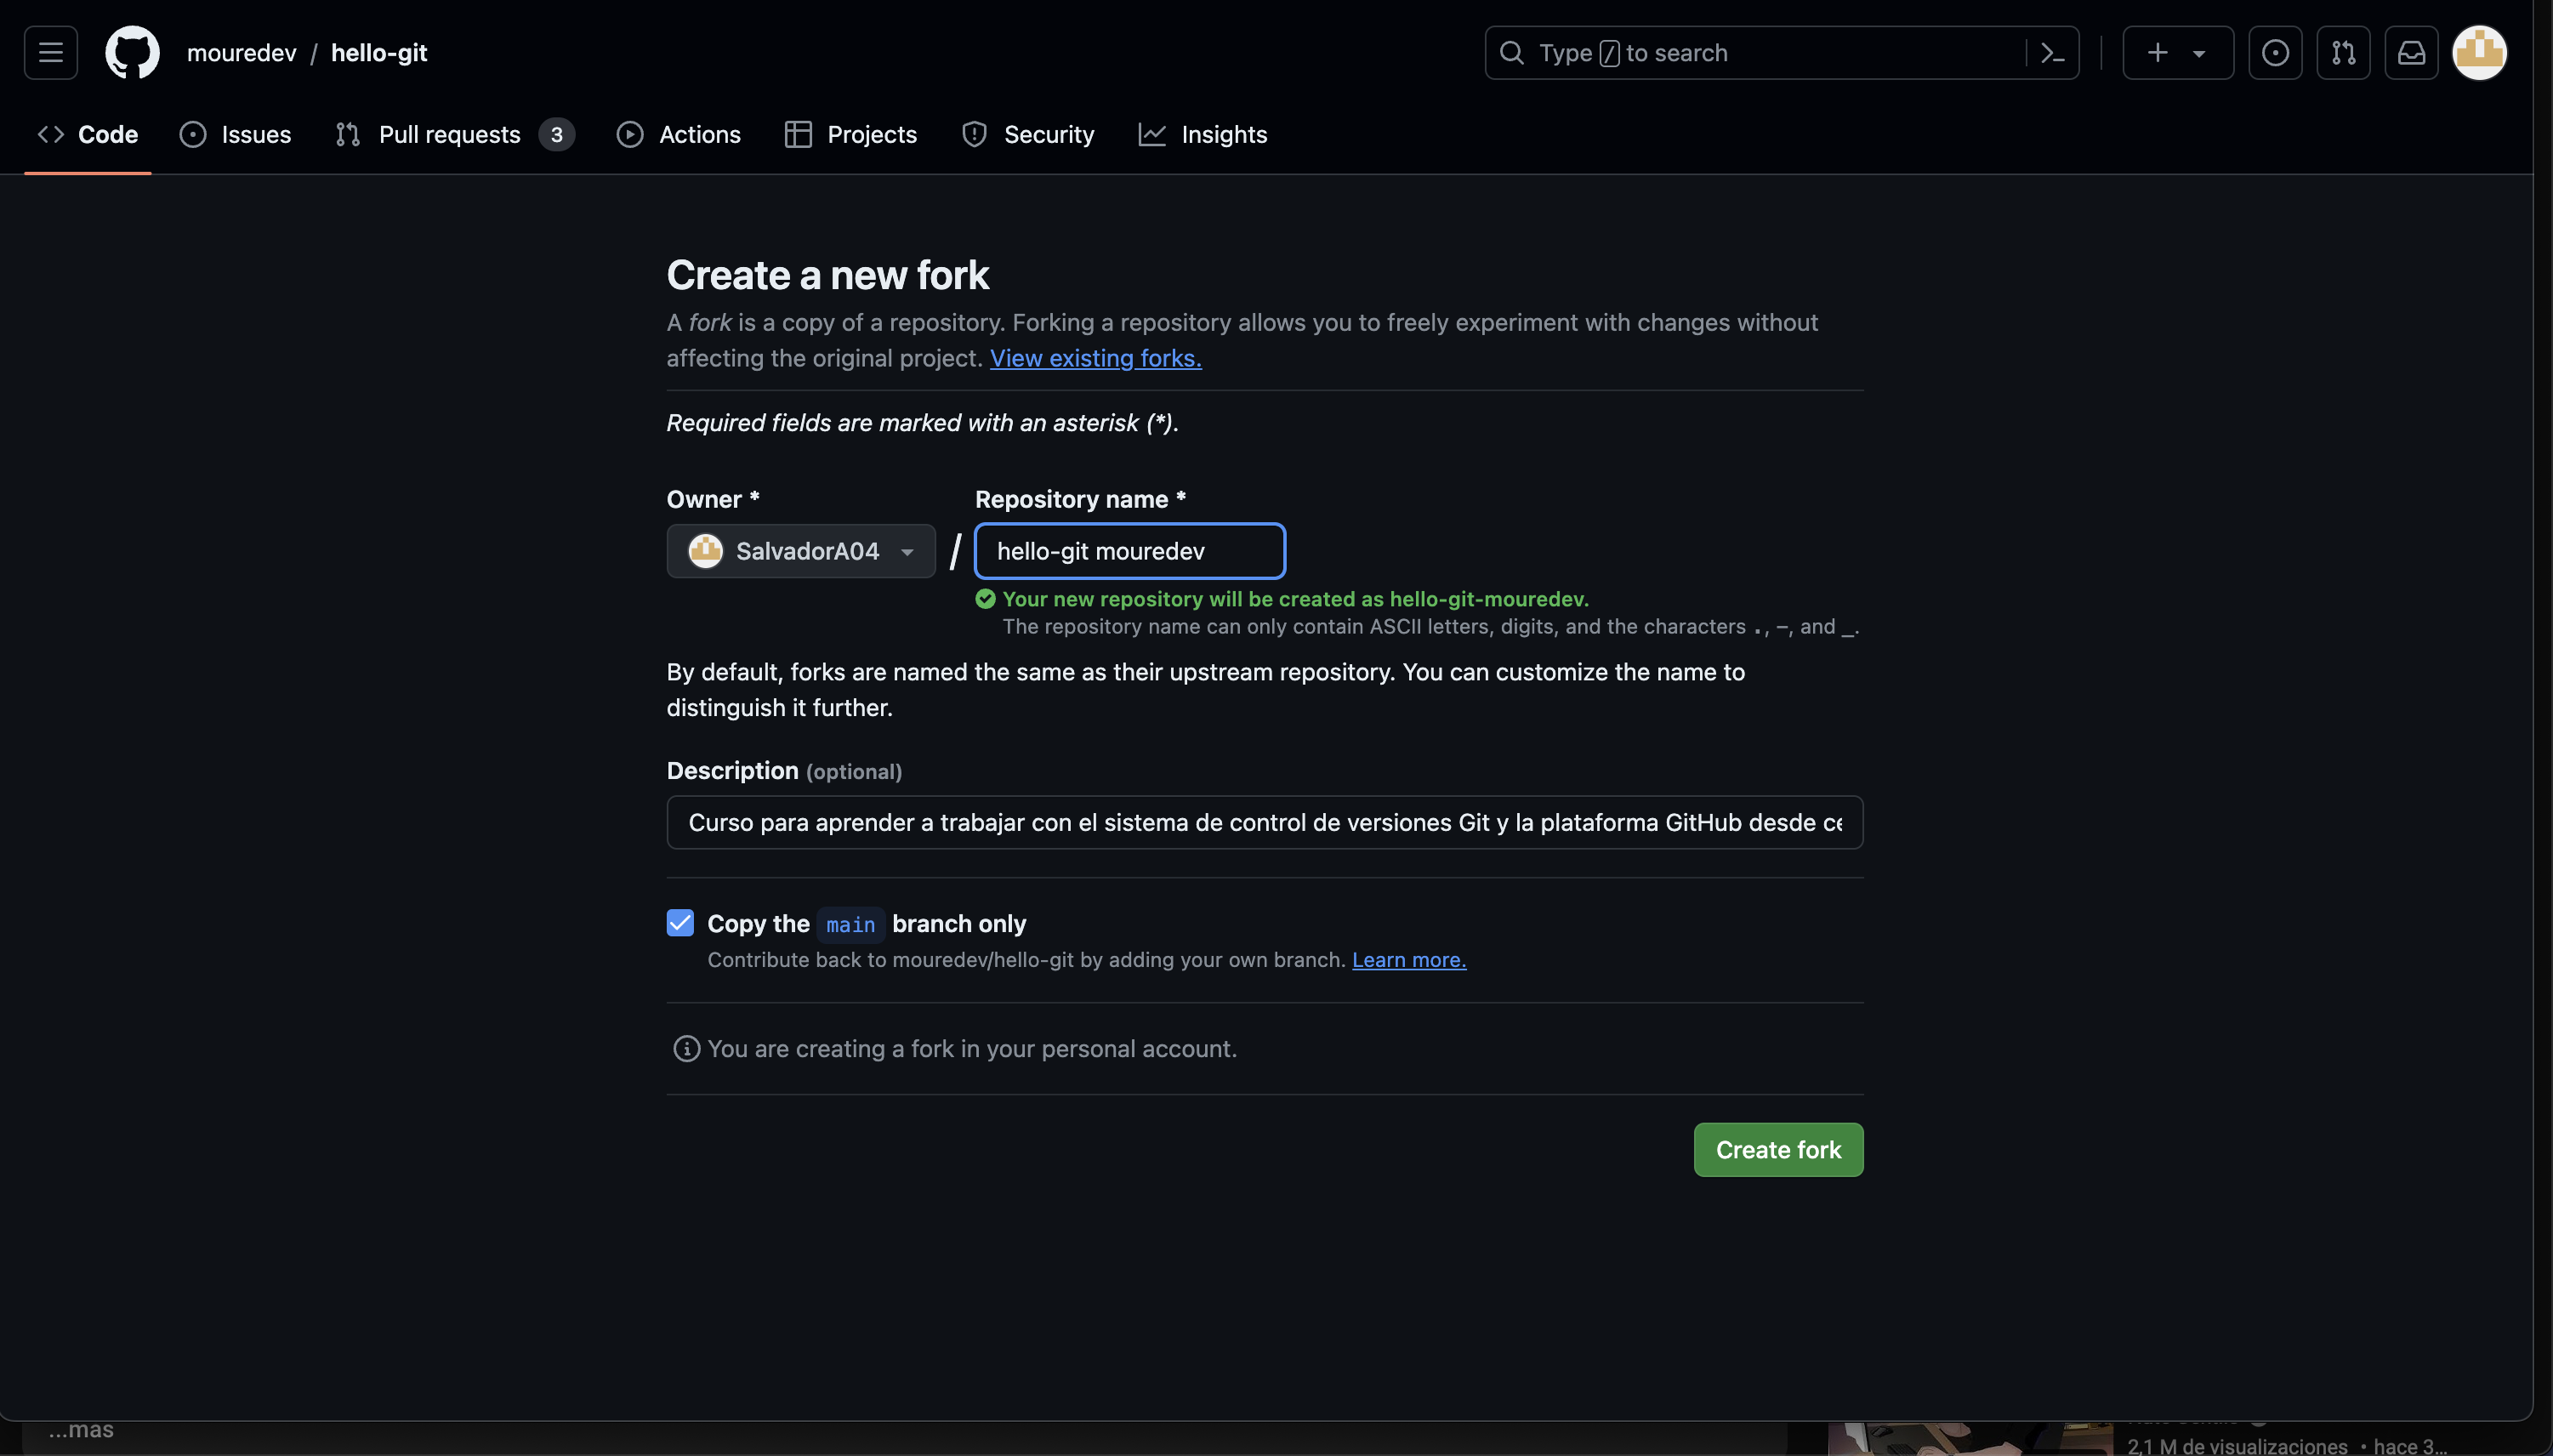 mouredev / hello-git
Type / to search
Code
Issues
Pull requests 3
Actions
Projects
Security
Insights
Create a new fork
A fork is a copy of a repository. Forking a repository allows you to freely experiment with changes without
affecting the original project. View existing forks.
Required fields are marked with an asterisk (*).
Owner *
Repository name *
SalvadorA04
/
hello-git mouredev
Your new repository will be created as hello-git-mouredev.
The repository name can only contain ASCII letters, digits, and the characters ., -, and _.
By default, forks are named the same as their upstream repository. You can customize the name to
distinguish it further.
Description (optional)
Curso para aprender a trabajar con el sistema de control de versiones Git y la plataforma GitHub desde ce
Copy the main branch only
Contribute back to mouredev/hello-git by adding your own branch. Learn more.
You are creating a fork in your personal account.
Create fork
...mas
2,1 M de visualizaciones • hace 3...